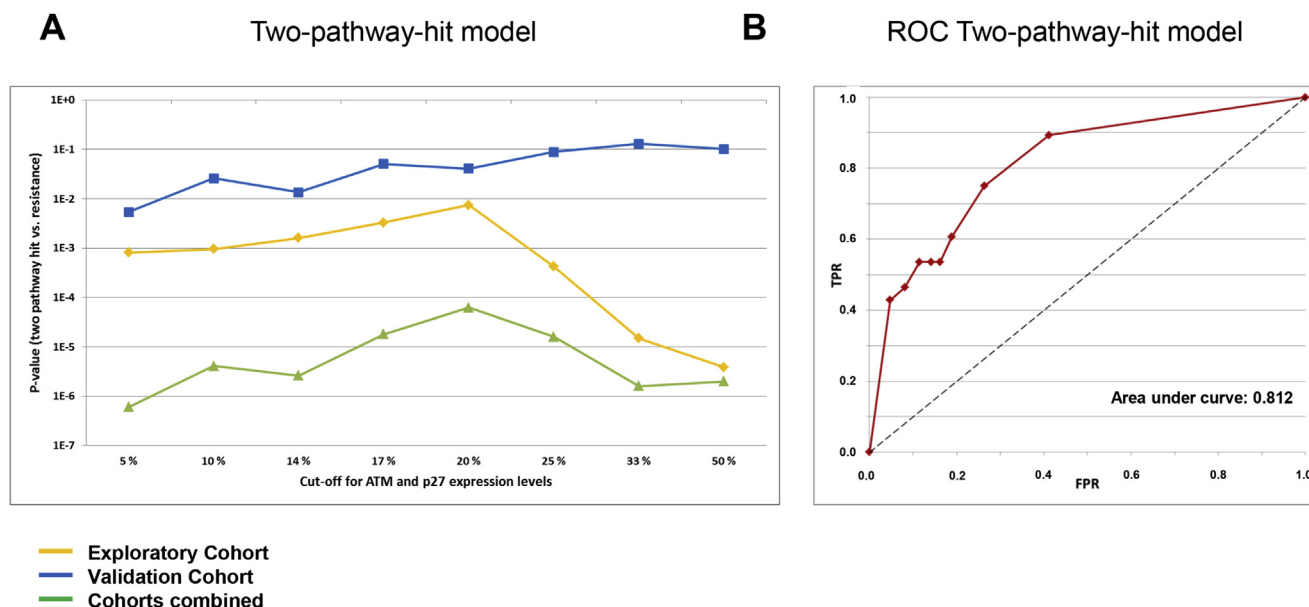 A
Two-pathway-hit model
P-value (two pathway hit vs. resistance)
1E+0
1E-1
1E-2
1E-3
1E-4
1E-5
1E-6
1E-7
5 %
10 %
14 %
17 %
20 %
25 %
33 %
50 %
Cut-off for ATM and p27 expression levels
Exploratory Cohort
Validation Cohort
Cohorts combined
B
ROC Two-pathway-hit model
TPR
1.0
0.8
0.6
0.4
0.2
0.0
Area under curve: 0.812
0.0
0.2
0.4
0.6
0.8
1.0
FPR